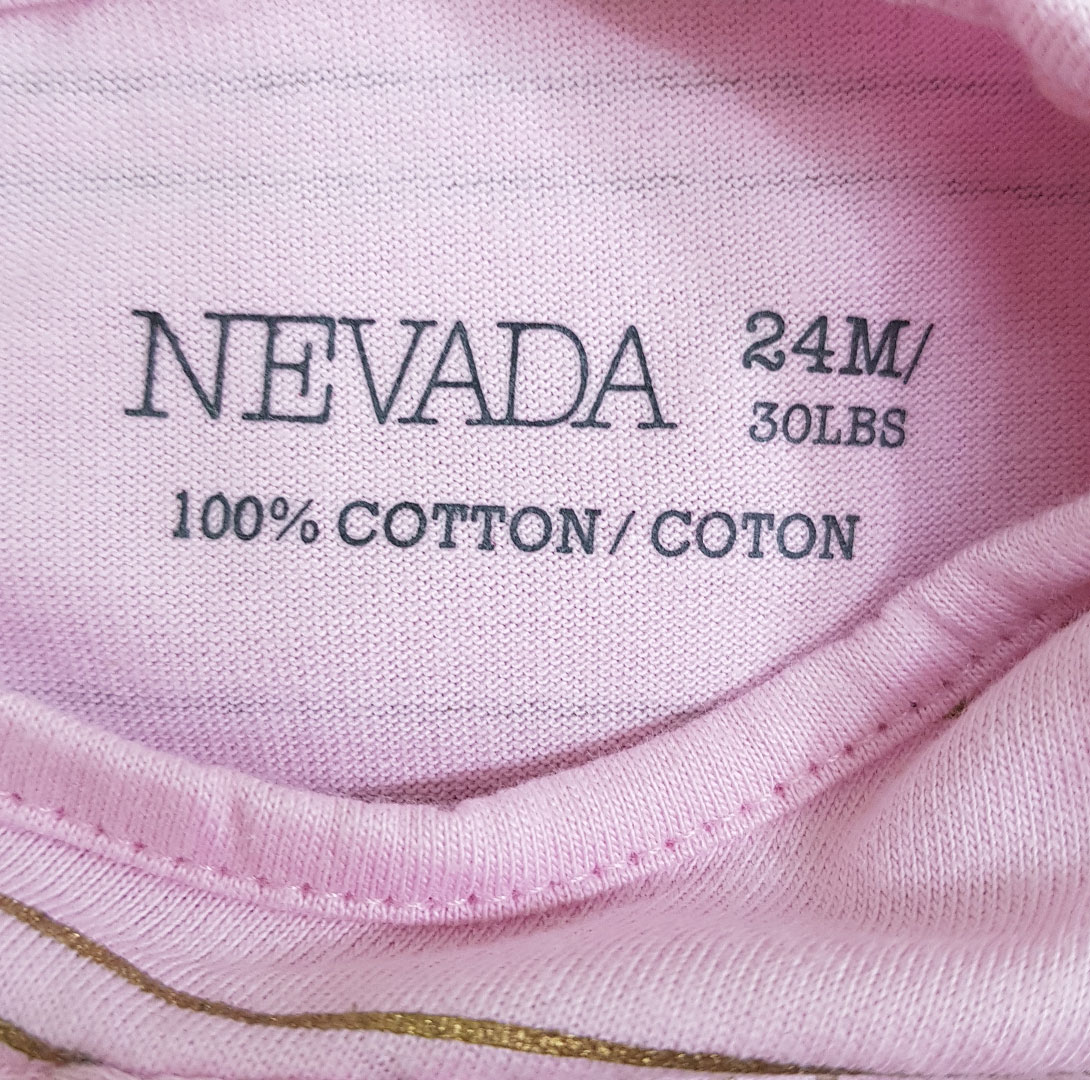 NEVADA
24M/
30LBS
100% COTTON/ COTON